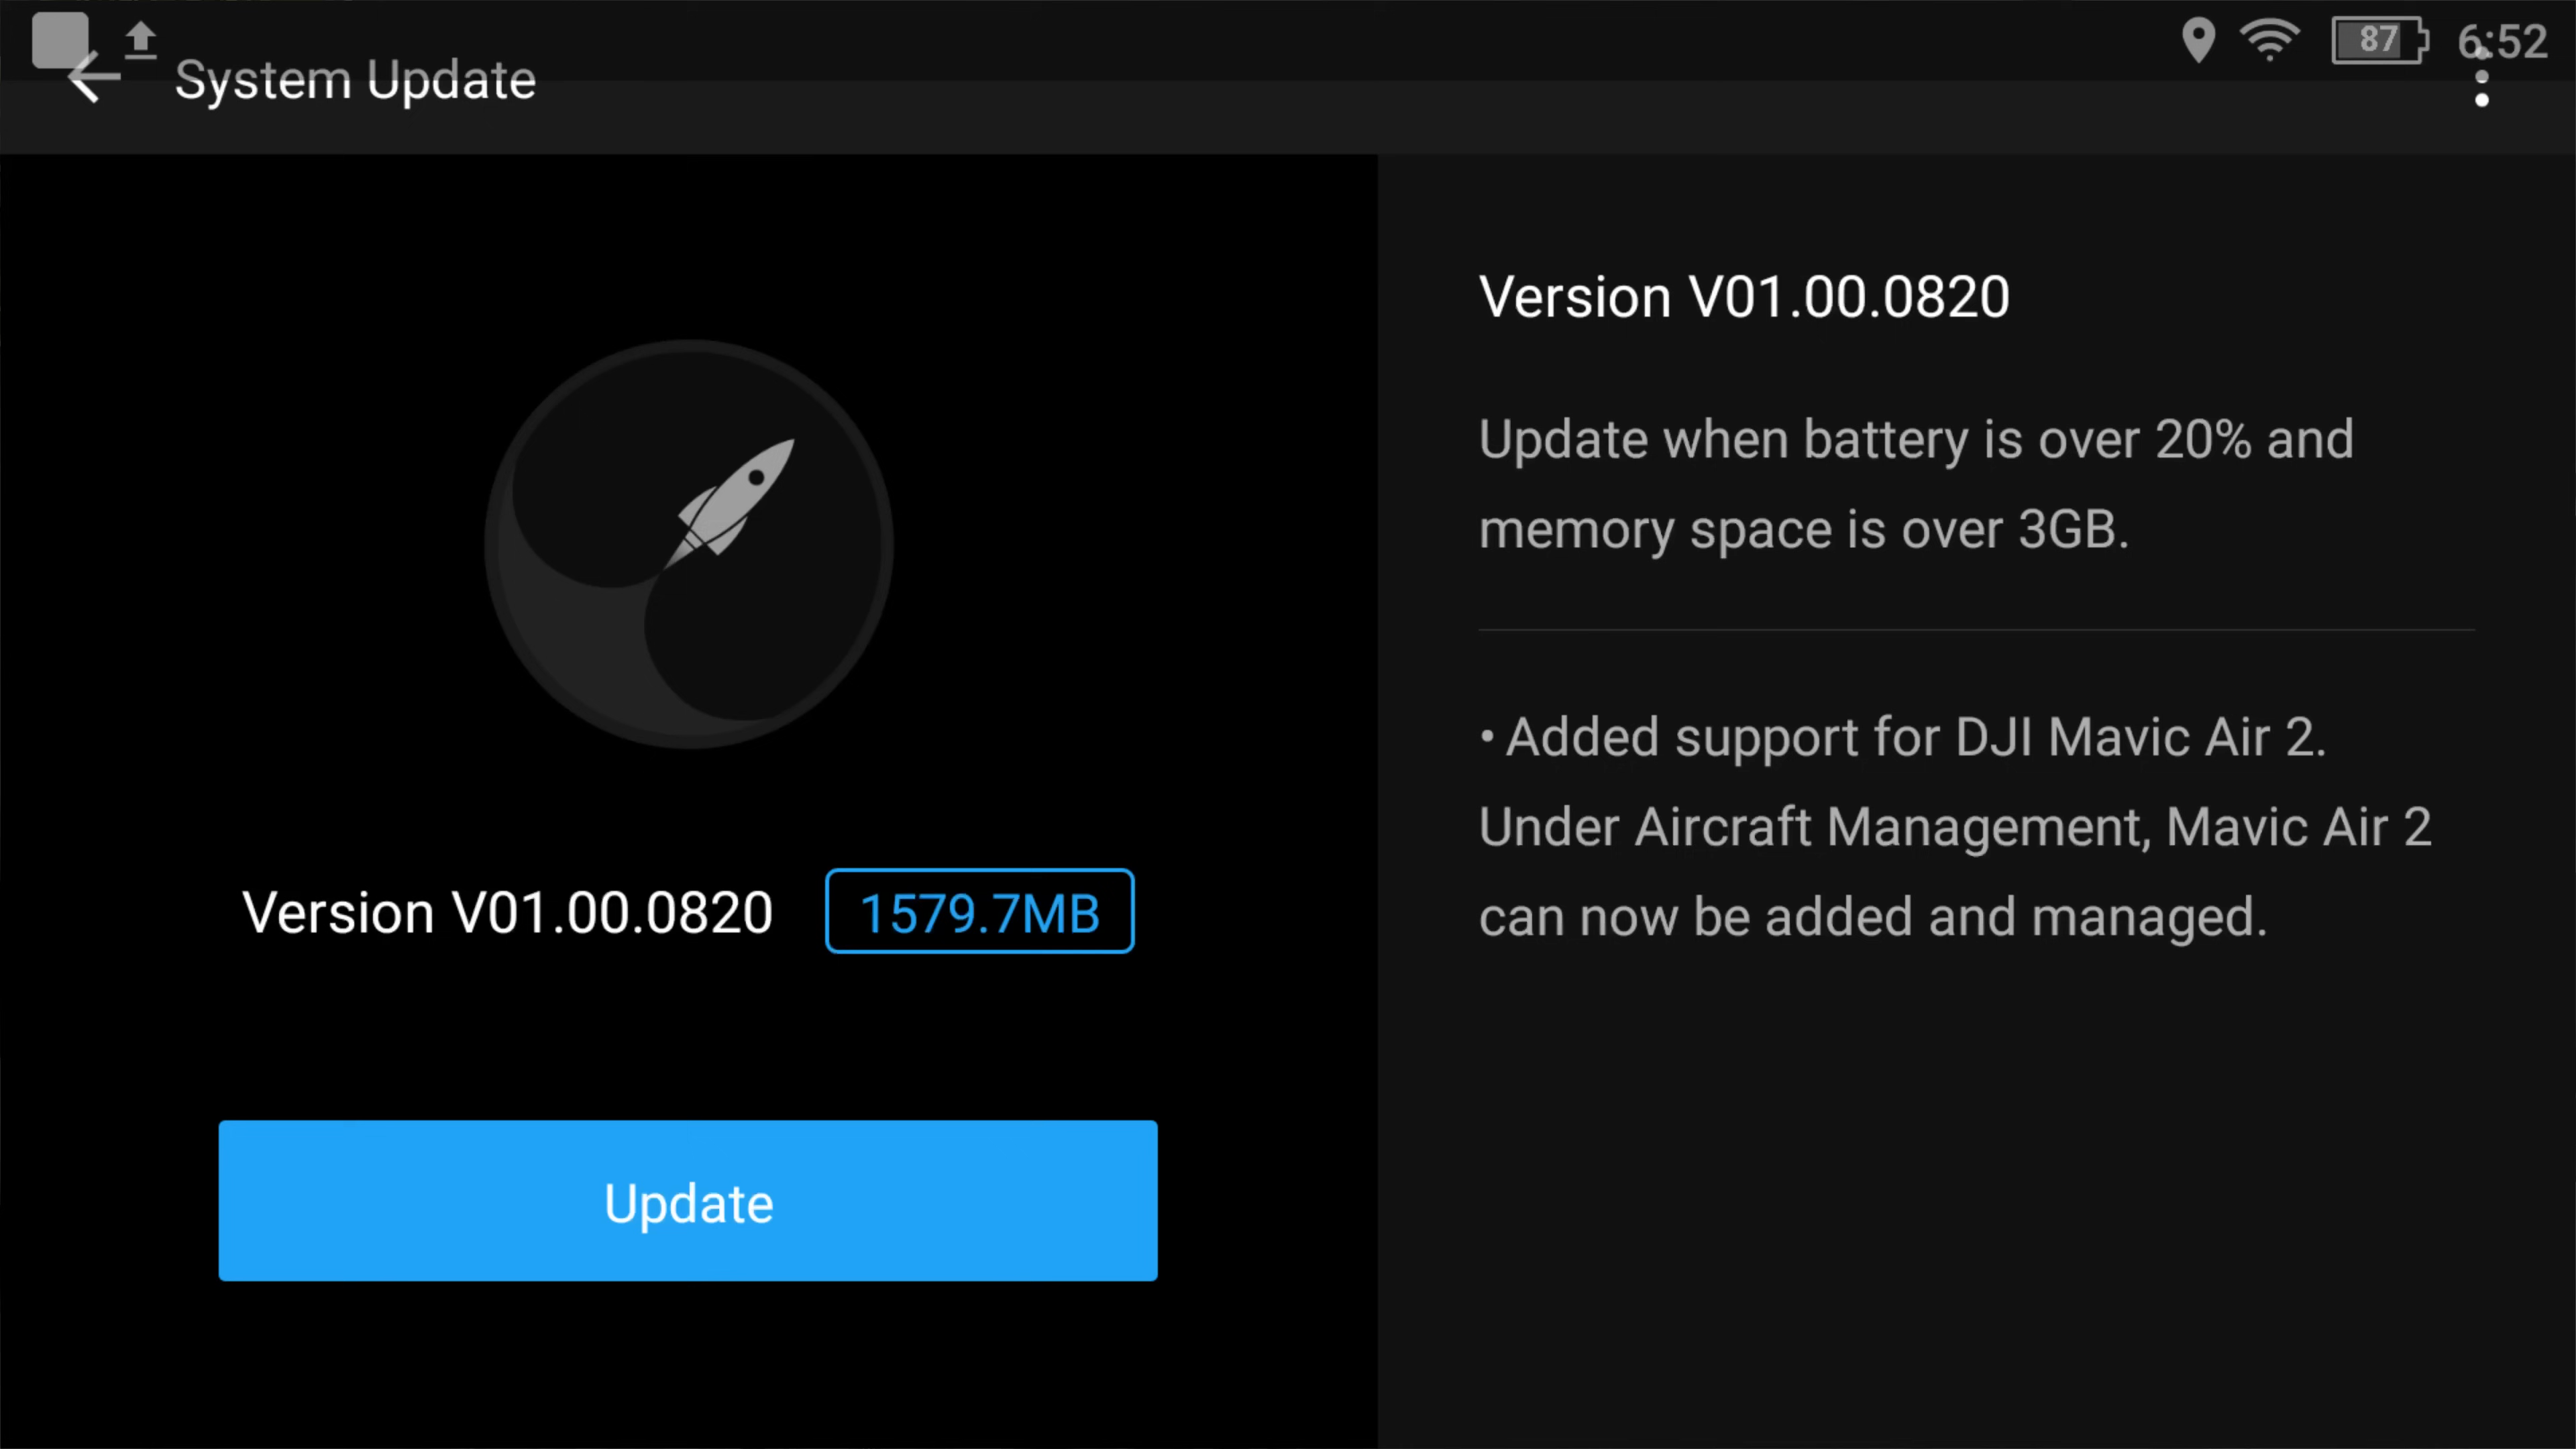 87 6:52
System Update
Version V01.00.0820 1579.7MB
Update
Version V01.00.0820
Update when battery is over 20% and
memory space is over 3GB.
• Added support for DJI Mavic Air 2.
Under Aircraft Management, Mavic Air 2
can now be added and managed.